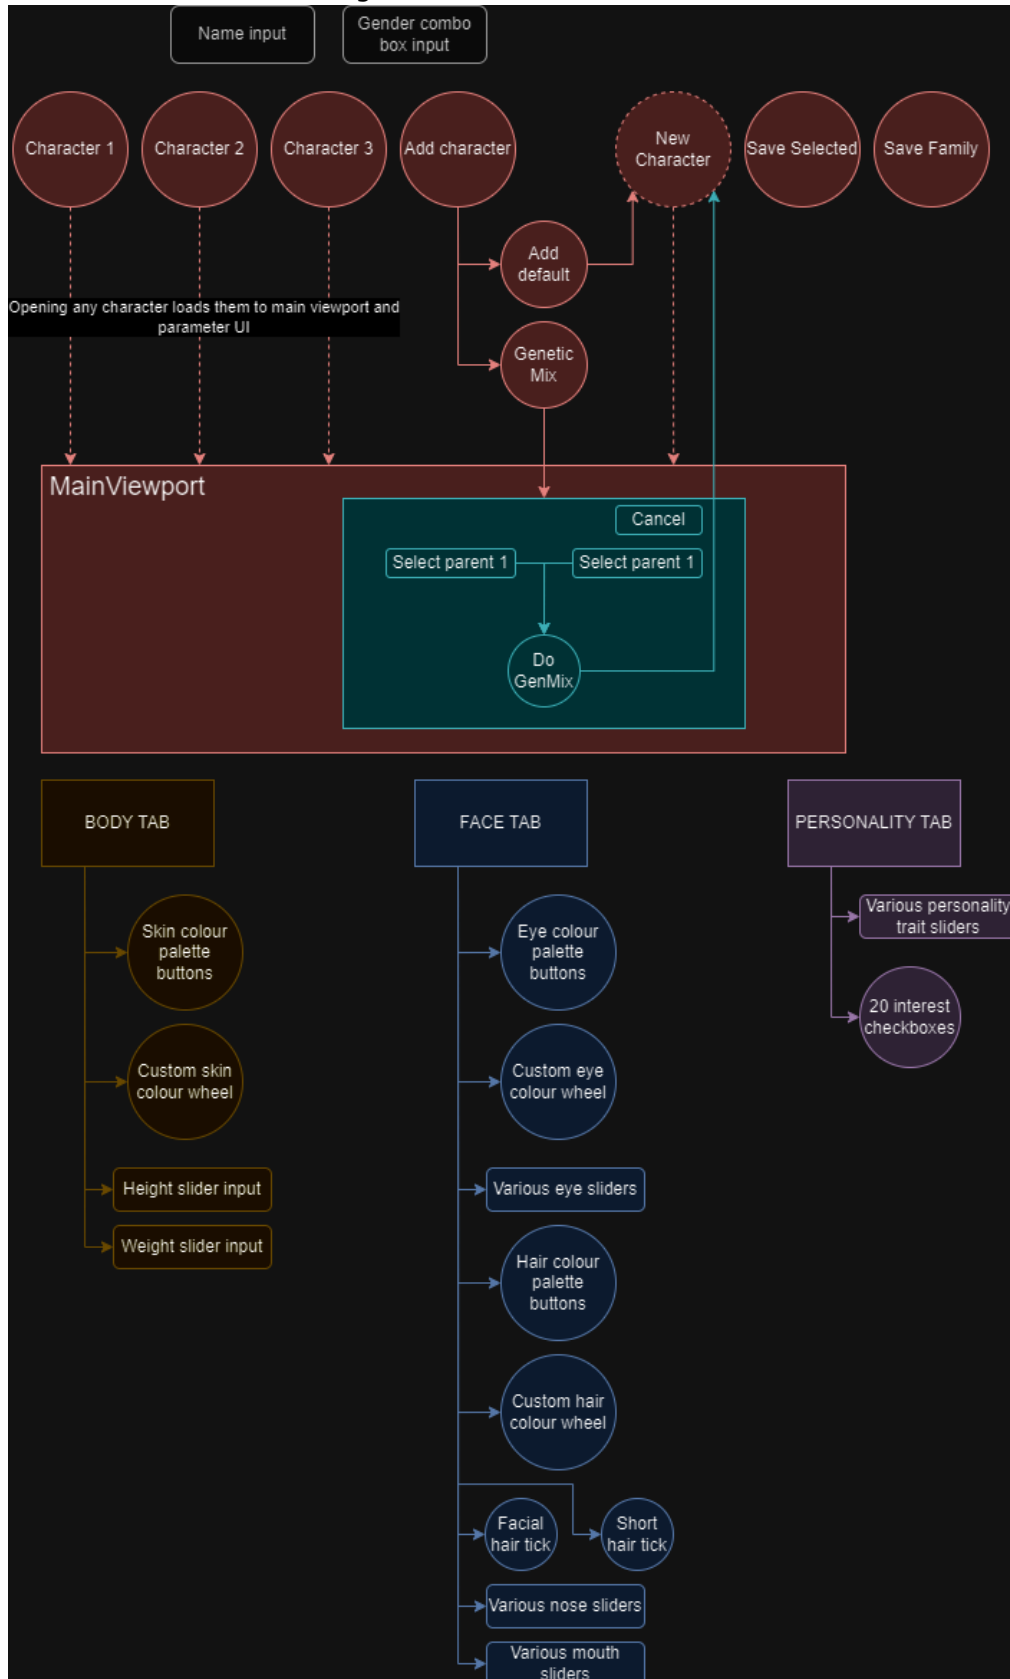 Name input
Gender combo
box input
Character 1
Character 2
Character 3
Add character
New
Character
Save Selected
Save Family
Add
default
Opening any character loads them to main viewport and
parameter UI
Genetic
Mix
MainViewport
Cancel
Select parent 1
Select parent 1
Do
GenMix
BODY TAB
FACE TAB
PERSONALITY TAB
Skin colour
palette
buttons
Custom skin
colour wheel
Height slider input
Weight slider input
Eye colour
palette
buttons
Custom eye
colour wheel
Various eye sliders
Hair colour
palette
buttons
Custom hair
colour wheel
Facial
hair tick
Short
hair tick
Various nose sliders
Various mouth
sliders
Various personality
trait sliders
20 interest
checkboxes